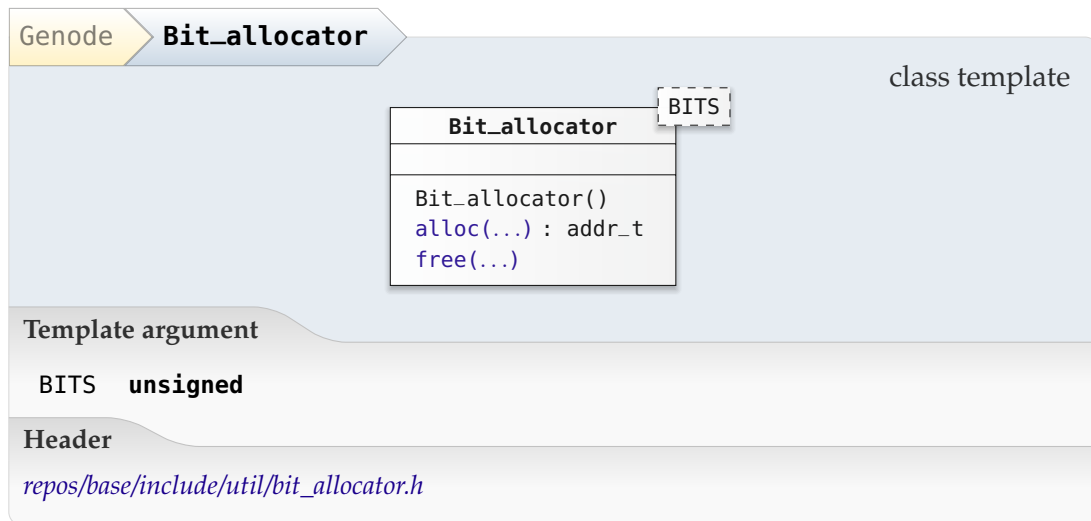 Genode Bit_allocator
class template
BITS
Bit_allocator
Bit_allocator()
alloc(...) : addr_t
free(...)
Template argument
BITS unsigned
Header
repos/base/include/util/bit_allocator.h